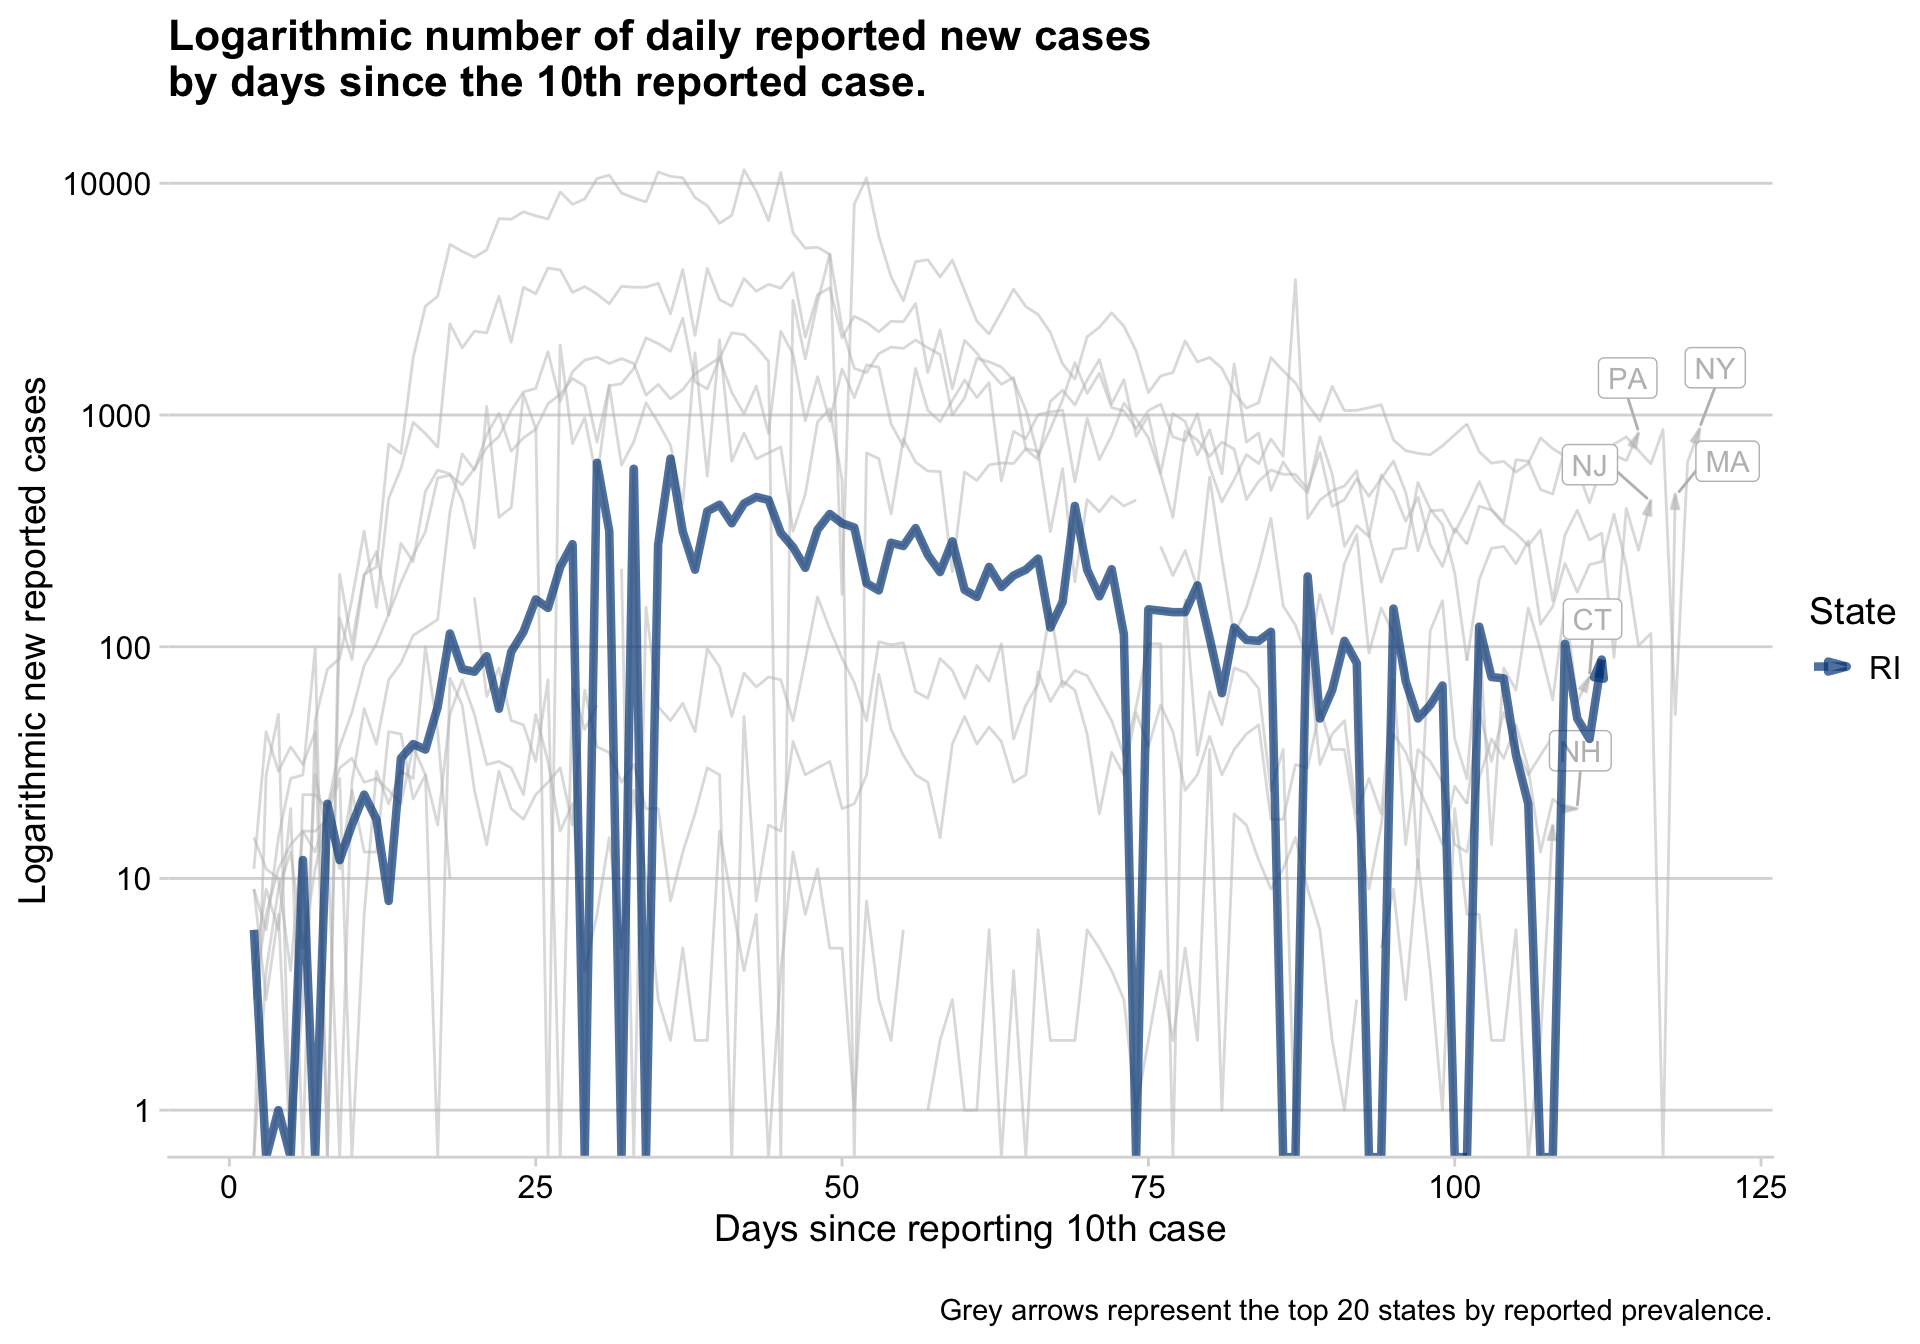 Logarithmic number of daily reported new cases
by days since the 10th reported case.
Logarithmic new reported cases
10000
1000
100
10
1
PA
NY
NJ
MA
CT
NH
State
RI
0
25
50
75
100
125
Days since reporting 10th case
Grey arrows represent the top 20 states by reported prevalence.